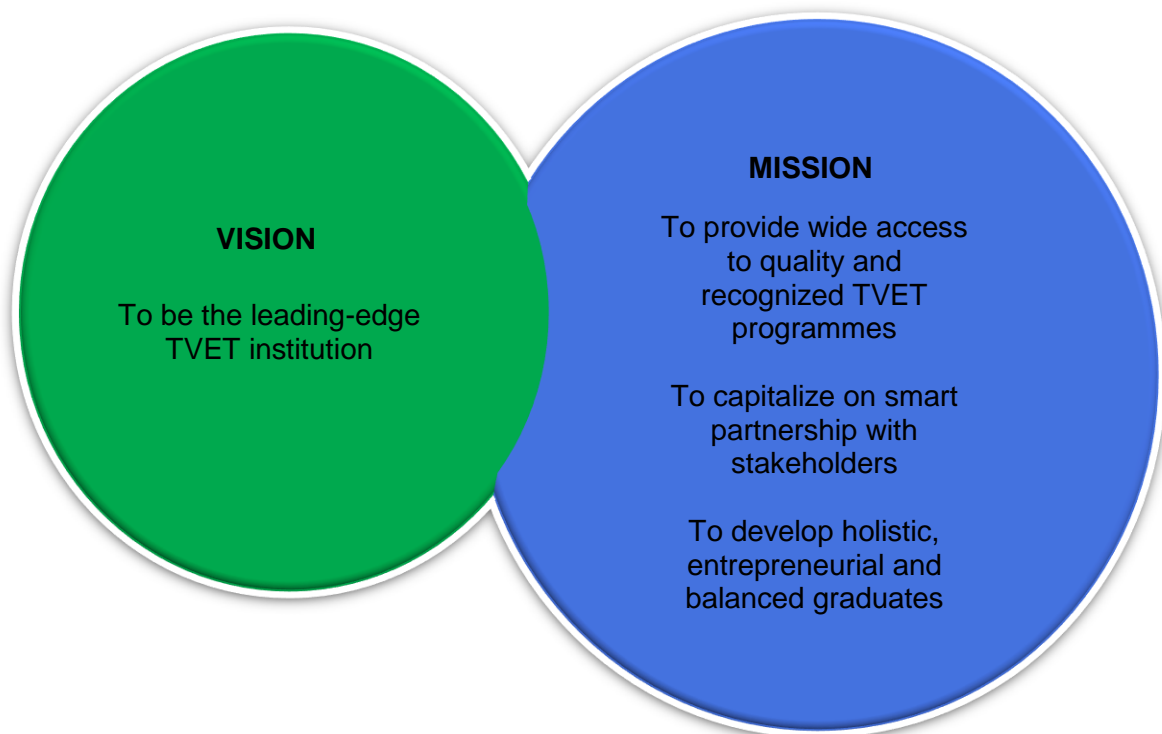 VISION
To be the leading-edge
TVET institution
MISSION
To provide wide access
to quality and
recognized TVET
programmes
To capitalize on smart
partnership with
stakeholders
To develop holistic,
entrepreneurial and
balanced graduates